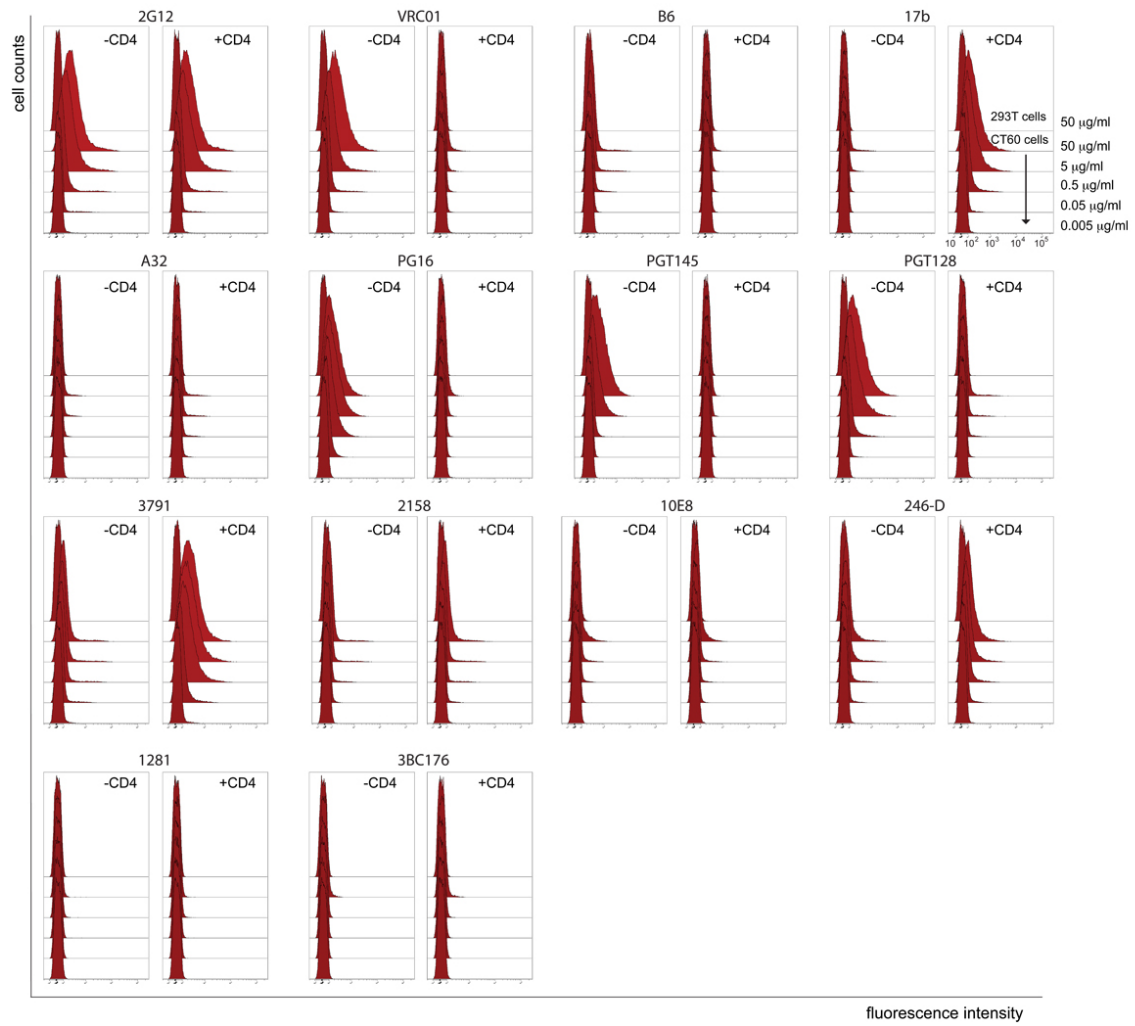 2G12 VRC01 B6 17b
-CD4 +CD4 -CD4 +CD4 -CD4 +CD4 -CD4 +CD4
cell counts
293T cells 50 µg/ml
CT60 cells 50 µg/ml
5 µg/ml
0.5 µg/ml
0.05 µg/ml
0.005 µg/ml
10 10² 10³ 10⁴ 10⁵
A32 PG16 PGT145 PGT128
-CD4 +CD4 -CD4 +CD4 -CD4 +CD4 -CD4 +CD4
3791 2158 10E8 246-D
-CD4 +CD4 -CD4 +CD4 -CD4 +CD4 -CD4 +CD4
1281 3BC176
-CD4 +CD4 -CD4 +CD4
fluorescence intensity